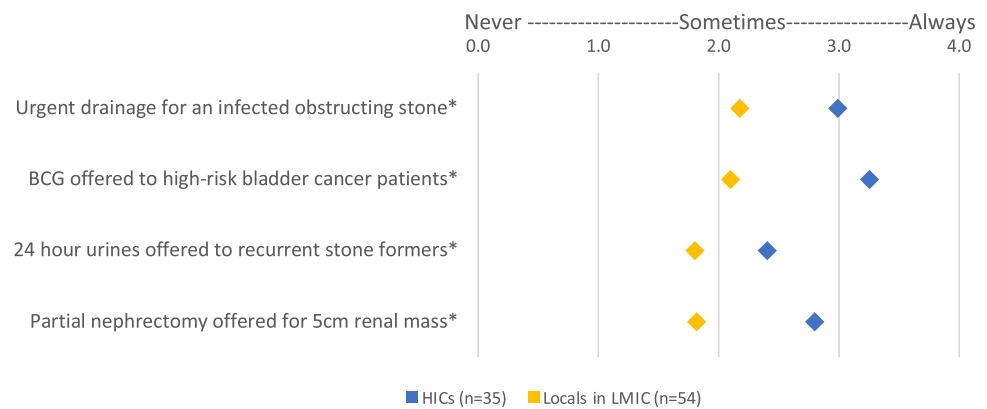 Never ---------------------Sometimes-----------------Always
0.0 1.0 2.0 3.0 4.0
Urgent drainage for an infected obstructing stone*
BCG offered to high-risk bladder cancer patients*
24 hour urines offered to recurrent stone formers*
Partial nephrectomy offered for 5cm renal mass*
HICs (n=35) Locals in LMIC (n=54)